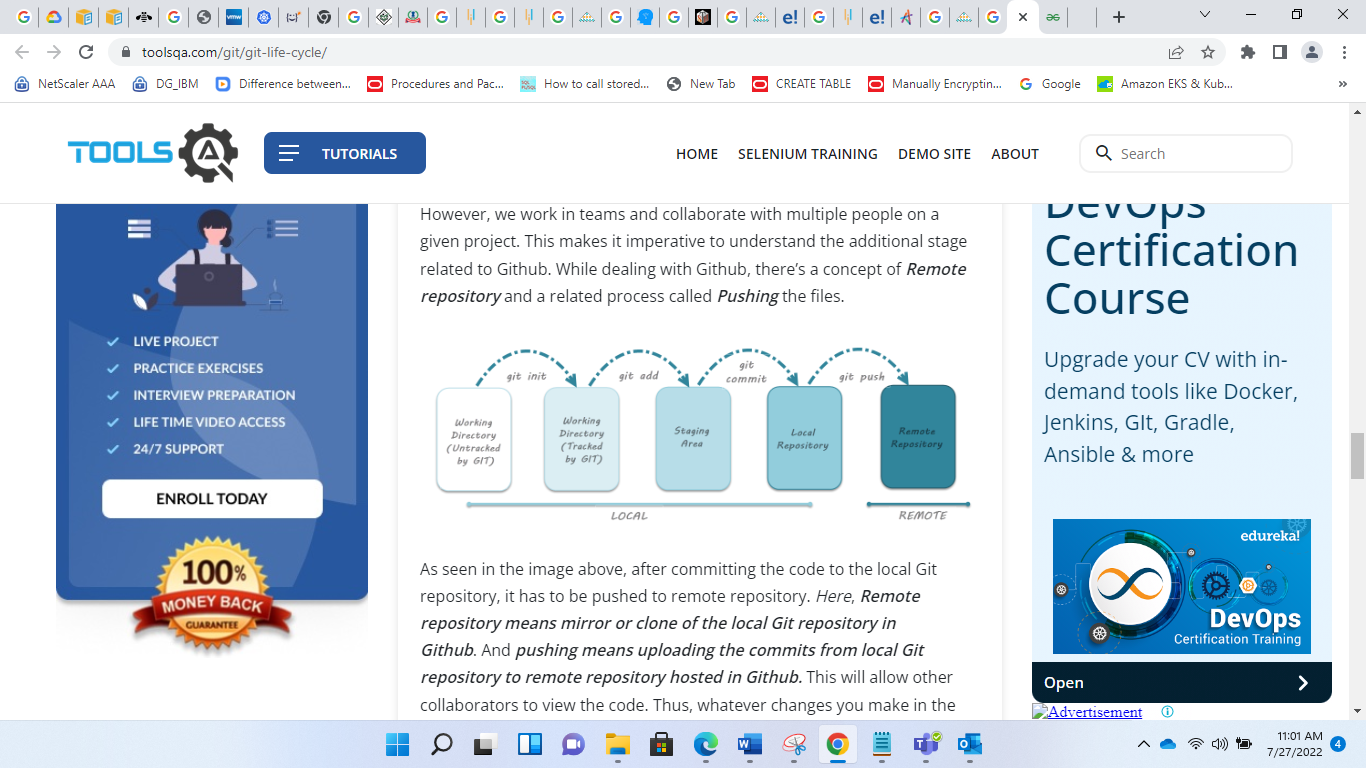 toolsqa.com/git/git-life-cycle/
NetScaler AAA
DG_IBM
Difference between...
Procedures and Pac...
How to call stored...
New Tab
CREATE TABLE
Manually Encryptin...
Google
Amazon EKS & Kub...
»
TOOLS QA
TUTORIALS
HOME
SELENIUM TRAINING
DEMO SITE
ABOUT
Search
LIVE PROJECT
PRACTICE EXERCISES
INTERVIEW PREPARATION
LIFE TIME VIDEO ACCESS
24/7 SUPPORT
ENROLL TODAY
100%
MONEY BACK
GUARANTEE
However, we work in teams and collaborate with multiple people on a
given project. This makes it imperative to understand the additional stage
related to Github. While dealing with Github, there's a concept of Remote
repository and a related process called Pushing the files.
git init
git add
git
commit
git push
Working
Directory
(Untracked
by GIT)
Working
Directory
(Tracked
by GIT)
Staging
Area
Local
Repository
Remote
Repository
LOCAL
REMOTE
As seen in the image above, after committing the code to the local Git
repository, it has to be pushed to remote repository. Here, Remote
repository means mirror or clone of the local Git repository in
Github. And pushing means uploading the commits from local Git
repository to remote repository hosted in Github. This will allow other
collaborators to view the code. Thus, whatever changes you make in the
DevOps
Certification
Course
Upgrade your CV with in-
demand tools like Docker,
Jenkins, GIt, Gradle,
Ansible & more
edureka!
DevOps
Certification Training
Open
Advertisement
11:01 AM
7/27/2022
4